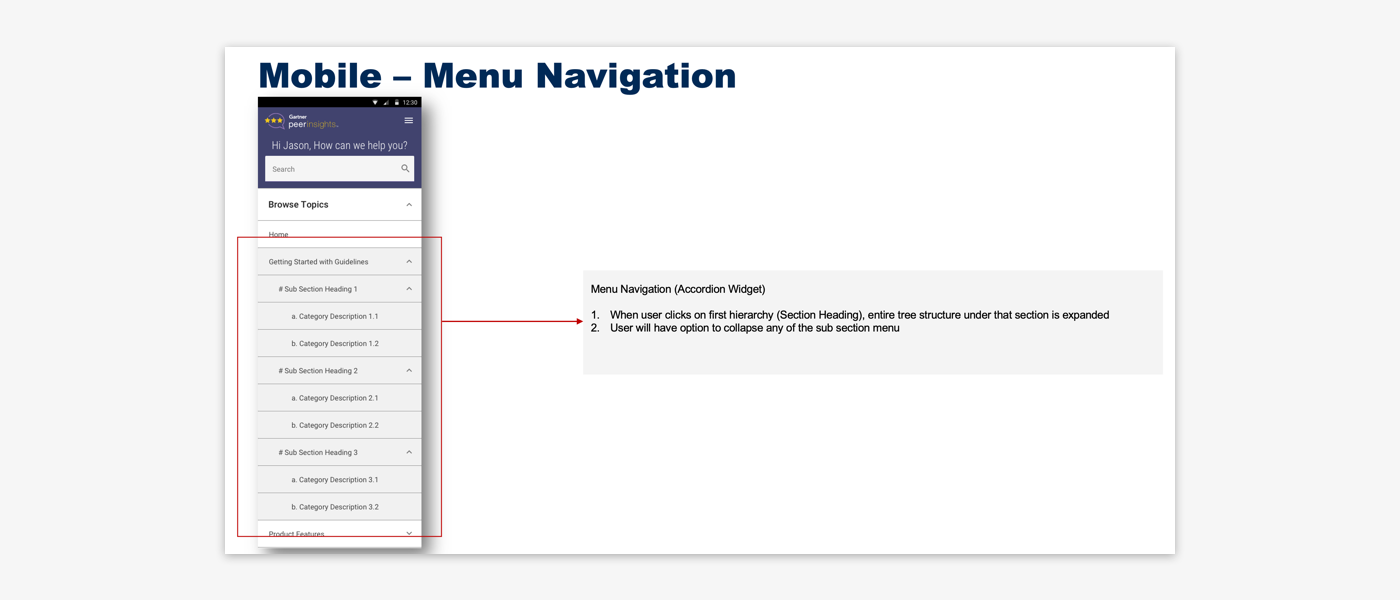 Mobile – Menu Navigation
12:30
Gartner
peerinsights™
Hi Jason, How can we help you?
Search
Browse Topics
Home
Getting Started with Guidelines
# Sub Section Heading 1
a. Category Description 1.1
b. Category Description 1.2
# Sub Section Heading 2
a. Category Description 2.1
b. Category Description 2.2
# Sub Section Heading 3
a. Category Description 3.1
b. Category Description 3.2
Product Features
Menu Navigation (Accordion Widget)
1. When user clicks on first hierarchy (Section Heading), entire tree structure under that section is expanded
2. User will have option to collapse any of the sub section menu